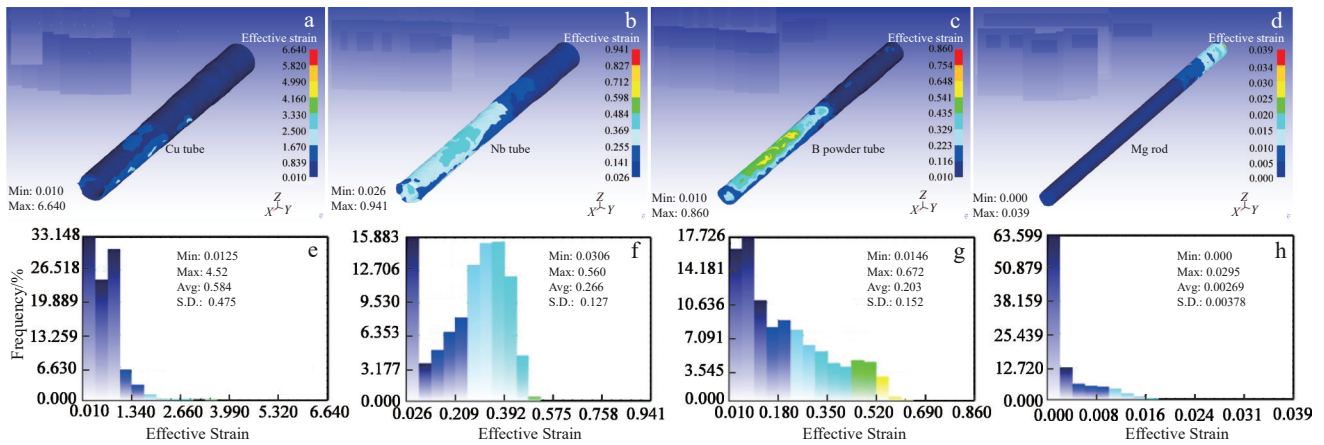 a
Effective strain
6.640
5.820
4.990
4.160
3.330
2.500
1.670
0.839
0.010
Cu tube
Min: 0.010
Max: 6.640
Z
X Y
b
Effective strain
0.941
0.827
0.712
0.598
0.484
0.369
0.255
0.141
0.026
Nb tube
Min: 0.026
Max: 0.941
Z
X Y
c
Effective strain
0.860
0.754
0.648
0.541
0.435
0.329
0.223
0.116
0.010
B powder tube
Min: 0.010
Max: 0.860
Z
X Y
d
Effective strain
0.039
0.034
0.030
0.025
0.020
0.015
0.010
0.005
0.000
Mg rod
Min: 0.000
Max: 0.039
Z
X Y
e
Frequency/%
33.148
26.518
19.889
13.259
6.630
0.000
Min: 0.0125
Max: 4.52
Avg: 0.584
S.D.: 0.475
0.010 1.340 2.660 3.990 5.320 6.640
Effective Strain
f
15.883
12.706
9.530
6.353
3.177
0.000
Min: 0.0306
Max: 0.560
Avg: 0.266
S.D.: 0.127
0.026 0.209 0.392 0.575 0.758 0.941
Effective Strain
g
17.726
14.181
10.636
7.091
3.545
0.000
Min: 0.0146
Max: 0.672
Avg: 0.203
S.D.: 0.152
0.010 0.180 0.350 0.520 0.690 0.860
Effective Strain
h
63.599
50.879
38.159
25.439
12.720
0.000
Min: 0.000
Max: 0.0295
Avg: 0.00269
S.D.: 0.00378
0.000 0.010 0.024 0.031 0.039
Effective Strain